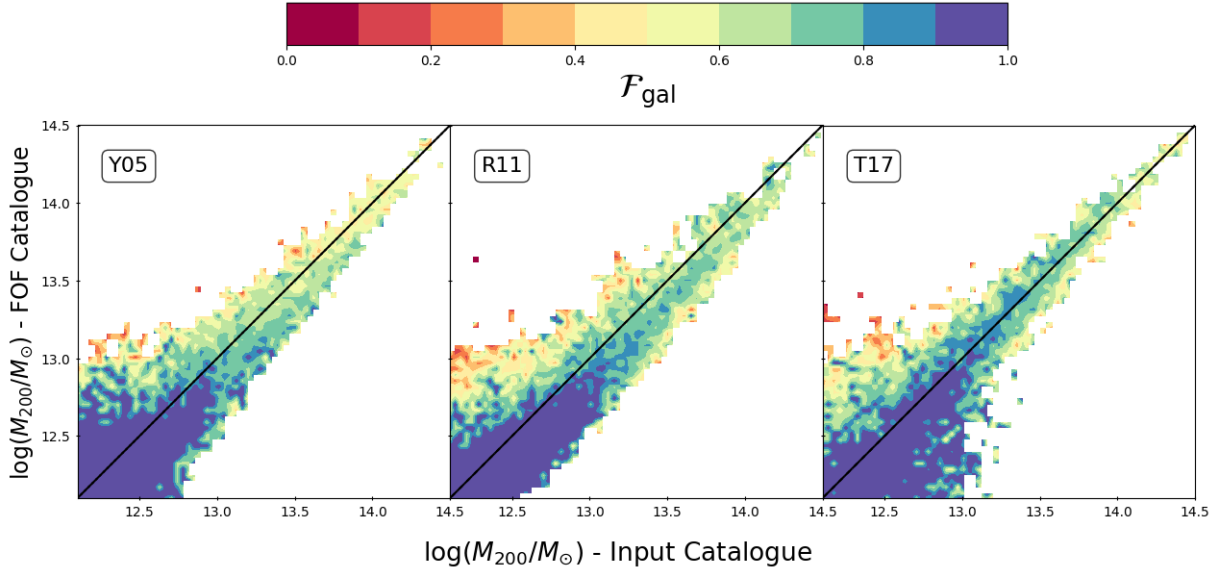 0.0 0.2 0.4 0.6 0.8 1.0
𝓕gal
log(M200/M⊙) - FOF Catalogue
14.5
14.0
13.5
13.0
12.5
Y05
R11
T17
12.5 13.0 13.5 14.0 14.5 12.5 13.0 13.5 14.0 14.5 12.5 13.0 13.5 14.0 14.5
log(M200/M⊙) - Input Catalogue